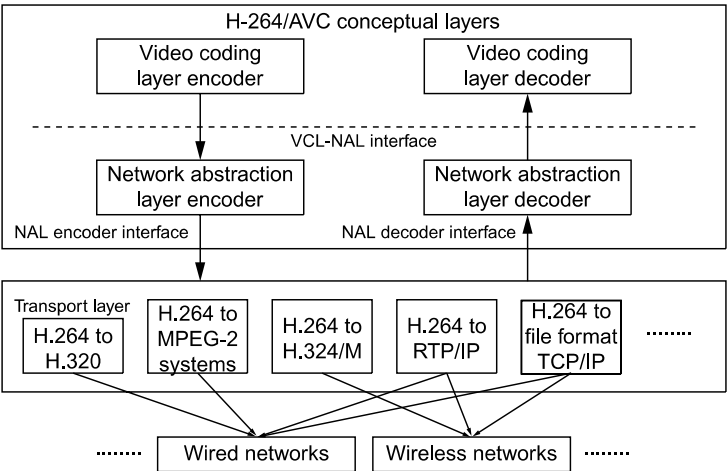 H-264/AVC conceptual layers
Video coding
layer encoder
Video coding
layer decoder
VCL-NAL interface
Network abstraction
layer encoder
Network abstraction
layer decoder
NAL encoder interface
NAL decoder interface
Transport layer
H.264 to
H.320
H.264 to
MPEG-2
systems
H.264 to
H.324/M
H.264 to
RTP/IP
H.264 to
file format
TCP/IP
Wired networks
Wireless networks